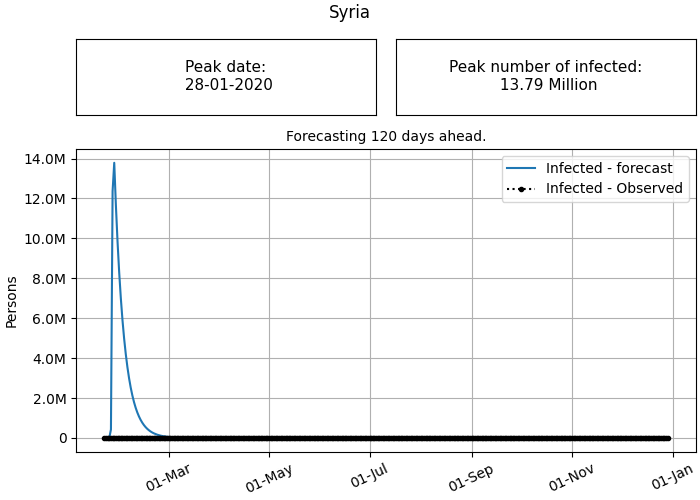 Syria
Peak date:
28-01-2020
Peak number of infected:
13.79 Million
Forecasting 120 days ahead.
14.0M
12.0M
10.0M
8.0M
6.0M
4.0M
2.0M
0
Persons
Infected - forecast
Infected - Observed
01-Mar
01-May
01-Jul
01-Sep
01-Nov
01-Jan